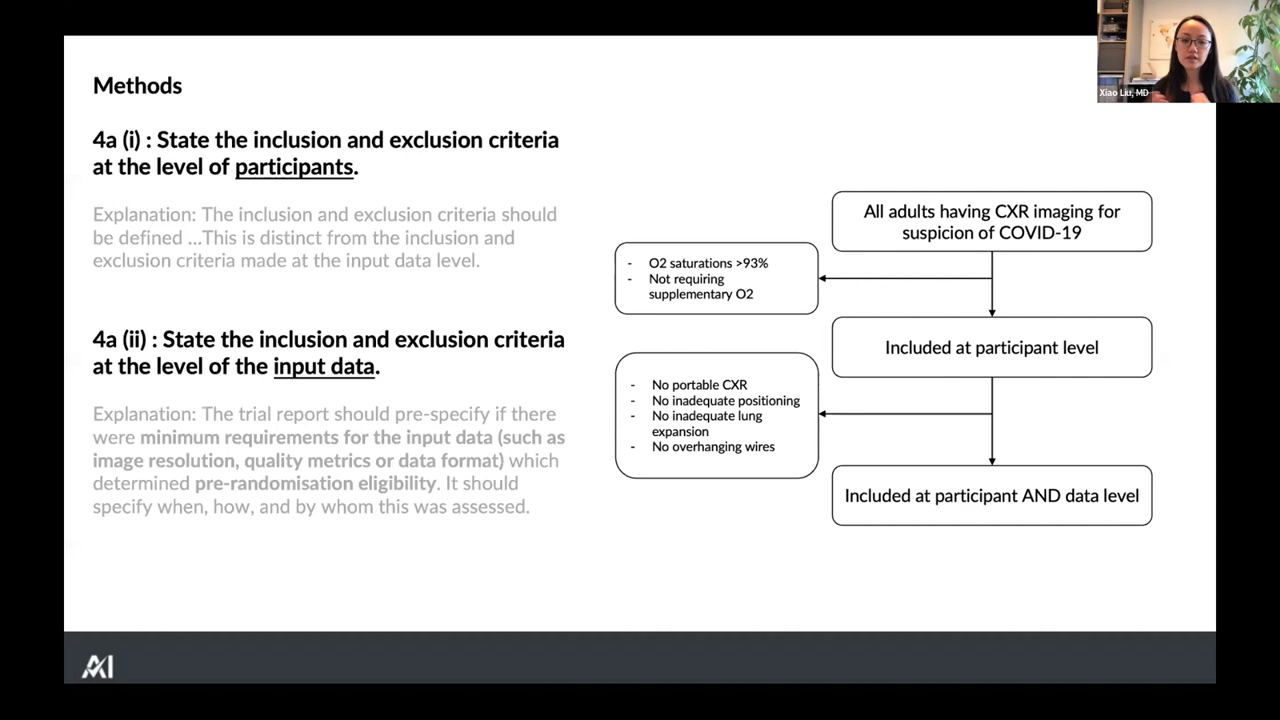 Xiao Liu, MD
Methods
4a (i) : State the inclusion and exclusion criteria
at the level of participants.
Explanation: The inclusion and exclusion criteria should
be defined ...This is distinct from the inclusion and
exclusion criteria made at the input data level.
4a (ii) : State the inclusion and exclusion criteria
at the level of the input data.
Explanation: The trial report should pre-specify if there
were minimum requirements for the input data (such as
image resolution, quality metrics or data format) which
determined pre-randomisation eligibility. It should
specify when, how, and by whom this was assessed.
All adults having CXR imaging for
suspicion of COVID-19
- O2 saturations >93%
- Not requiring
supplementary O2
Included at participant level
- No portable CXR
- No inadequate positioning
- No inadequate lung
expansion
- No overhanging wires
Included at participant AND data level
AI